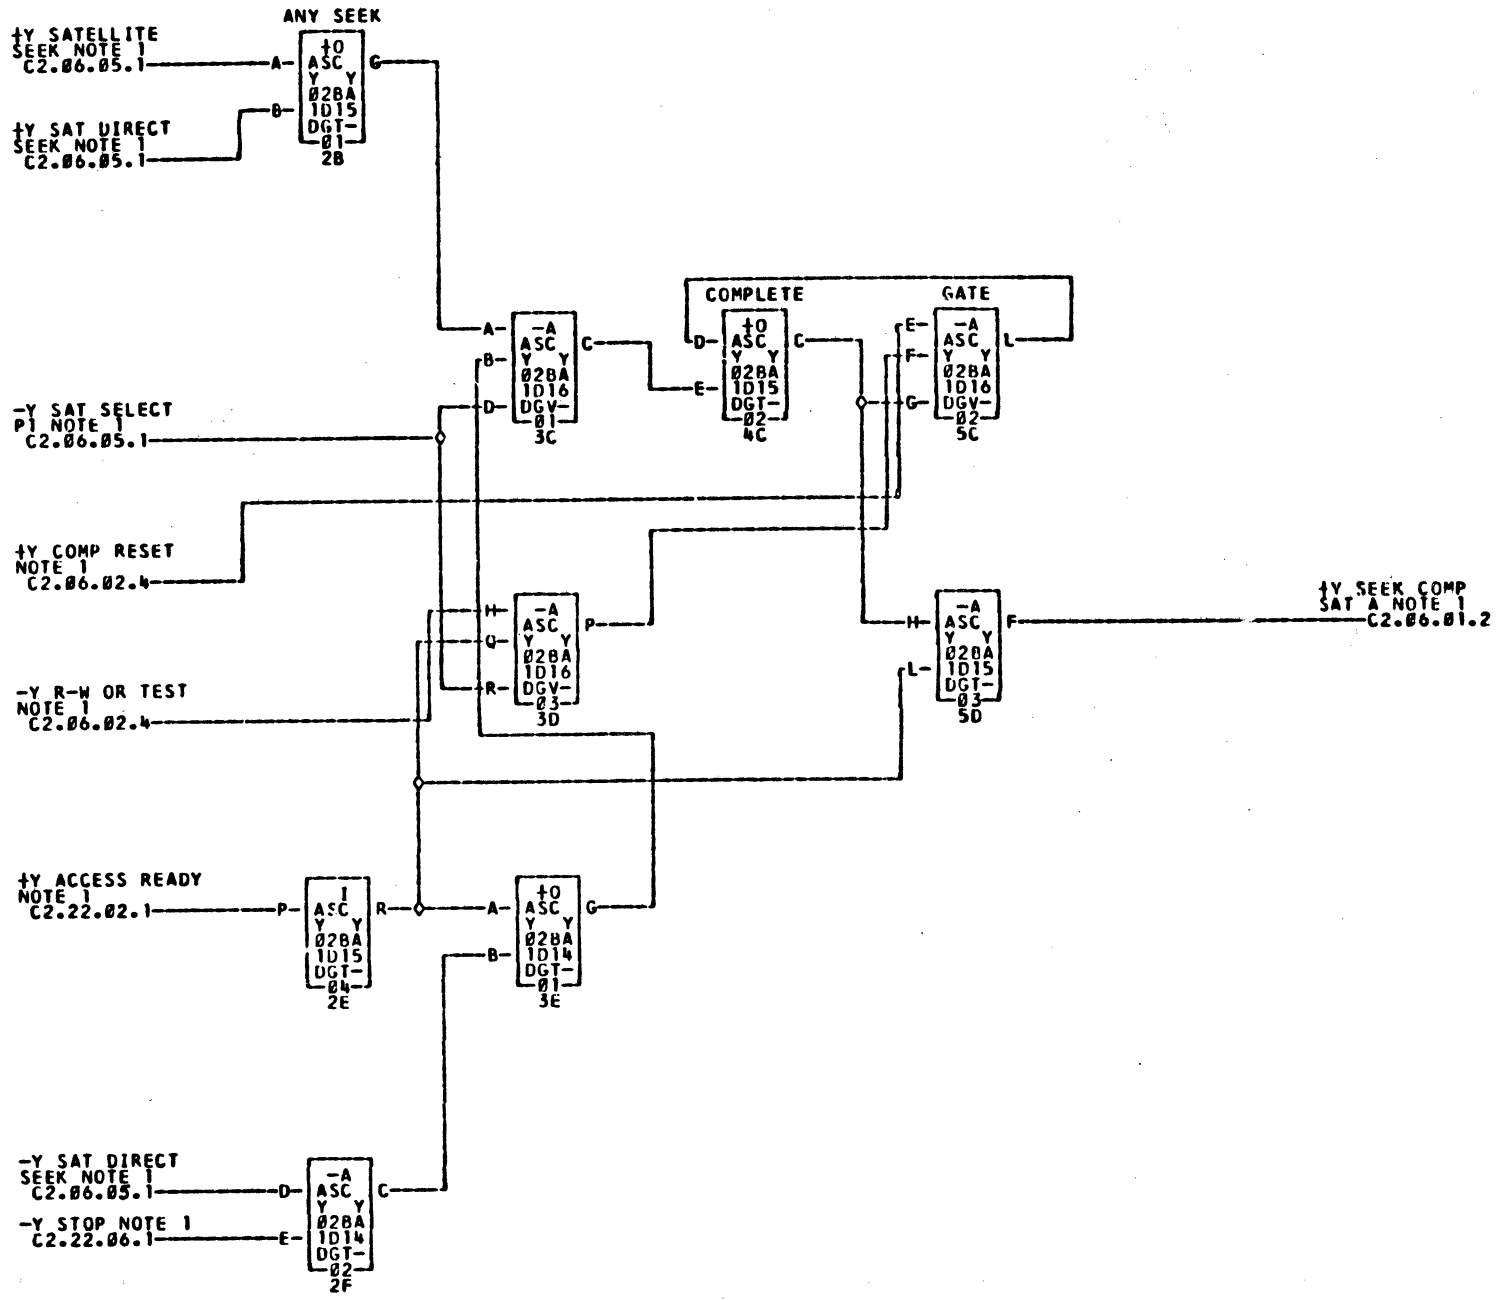 ANY SEEK
+Y SATELLITE
SEEK NOTE 1
C2.06.05.1
A
+O
ASC
Y Y
02BA
1D15
DGT-
01
2B
G
B
+Y SAT DIRECT
SEEK NOTE 1
C2.06.05.1
A
B
D
-A
ASC
Y Y
02BA
1D16
DGV-
01
3C
C
COMPLETE
D
E
+O
ASC
Y Y
02BA
1D15
DGT-
02
4C
C
GATE
E
F
G
-A
ASC
Y Y
02BA
1D16
DGV-
02
5C
L
-Y SAT SELECT
P1 NOTE 1
C2.06.05.1
+Y COMP RESET
NOTE 1
C2.06.02.4
H
Q
R
-A
ASC
Y Y
02BA
1D16
DGV-
03
3D
P
H
L
-A
ASC
Y Y
02BA
1D15
DGT-
03
5D
F
+Y SEEK COMP
SAT A NOTE 1
C2.06.01.2
-Y R-W OR TEST
NOTE 1
C2.06.02.4
+Y ACCESS READY
NOTE 1
C2.22.02.1
P
I
ASC
Y Y
02BA
1D15
DGT-
04
2E
R
A
B
+O
ASC
Y Y
02BA
1D14
DGT-
01
3E
G
-Y SAT DIRECT
SEEK NOTE 1
C2.06.05.1
D
-Y STOP NOTE 1
C2.22.06.1
E
-A
ASC
Y Y
02BA
1D14
DGT-
02
2F
C